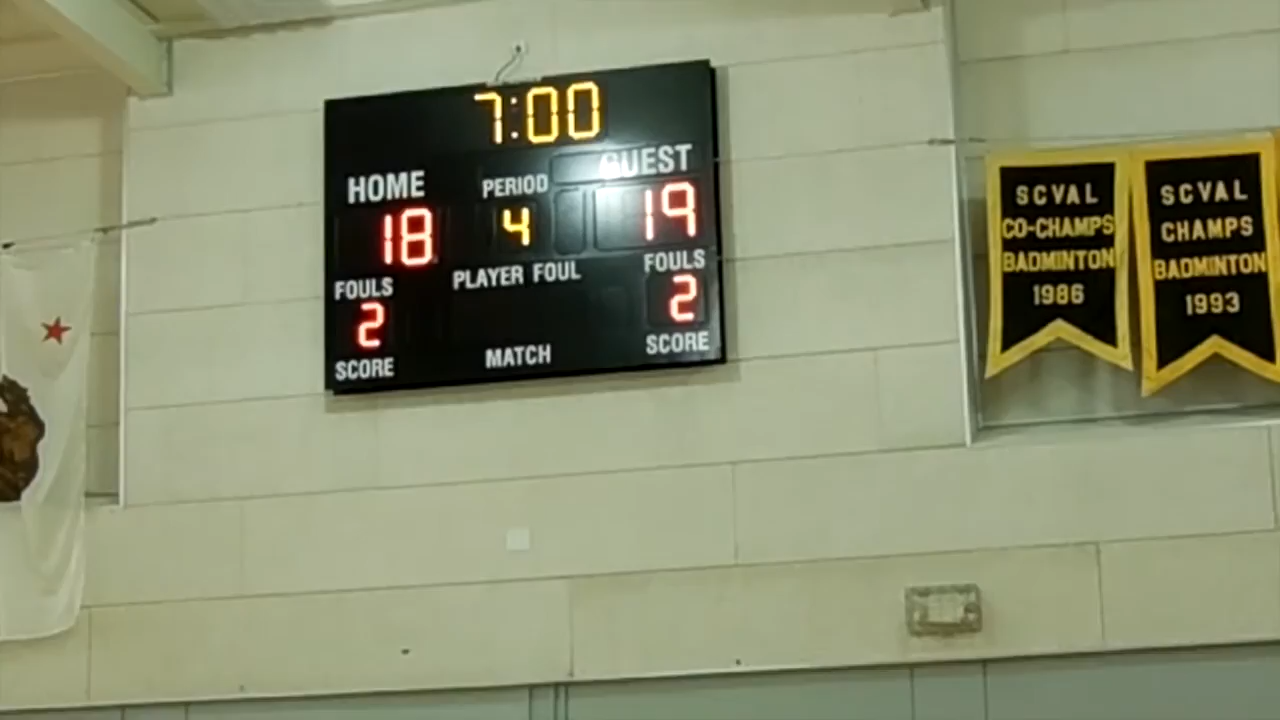 7:00
HOME PERIOD GUEST
18 4 19
FOULS PLAYER FOUL FOULS
2 2
SCORE MATCH SCORE
SCVAL
CO-CHAMPS
BADMINTON
1986
SCVAL
CHAMPS
BADMINTON
1993